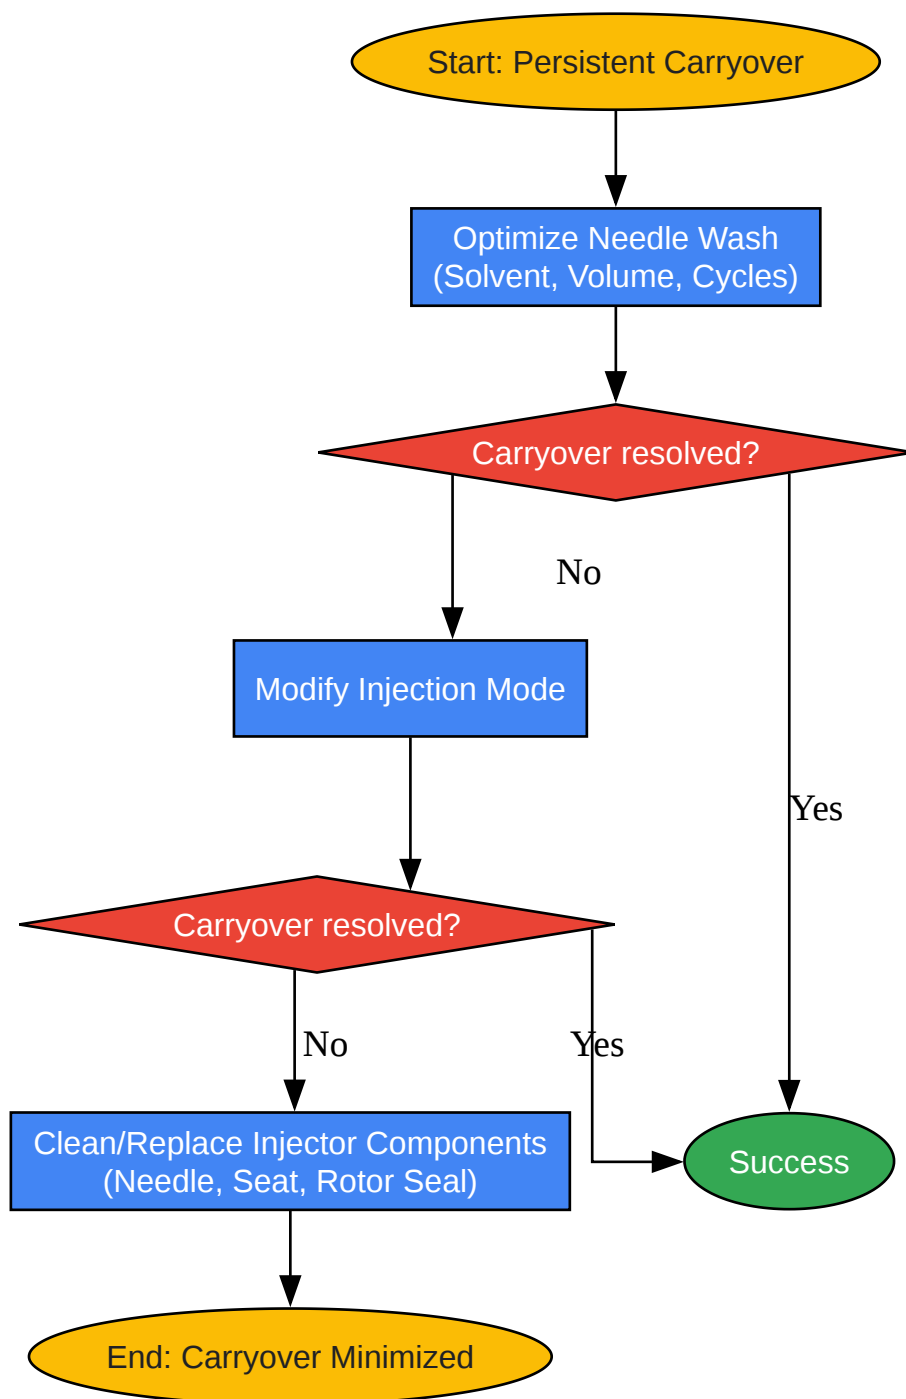 Start: Persistent Carryover
Optimize Needle Wash
(Solvent, Volume, Cycles)
Carryover resolved?
No
Modify Injection Mode
Yes
Carryover resolved?
No
Yes
Clean/Replace Injector Components
(Needle, Seat, Rotor Seal)
Success
End: Carryover Minimized